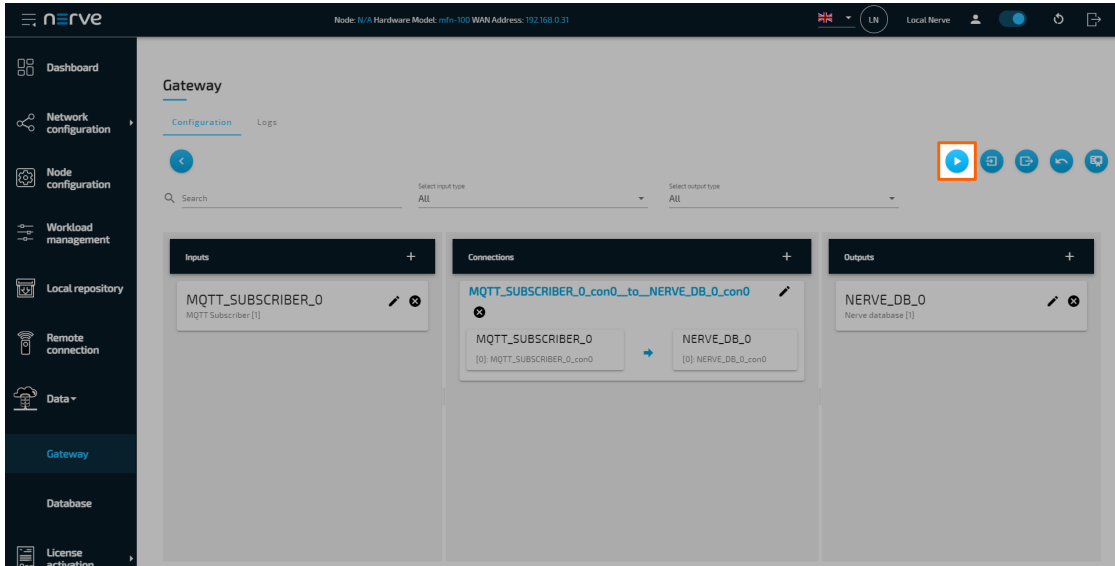 nerve
Node: N/A Hardware Model: mfn-100 WAN Address: 192.168.0.31
LN
Local Nerve
Dashboard
Network
configuration
Node
configuration
Workload
management
Local repository
Remote
connection
Data
Gateway
Database
License
activation
Gateway
Configuration
Logs
Search
Select input type
All
Select output type
All
Inputs +
MQTT_SUBSCRIBER_0
MQTT Subscriber [1]
Connections +
MQTT_SUBSCRIBER_0_con0__to__NERVE_DB_0_con0
MQTT_SUBSCRIBER_0
[0]: MQTT_SUBSCRIBER_0_con0
NERVE_DB_0
[0]: NERVE_DB_0_con0
Outputs +
NERVE_DB_0
Nerve database [1]